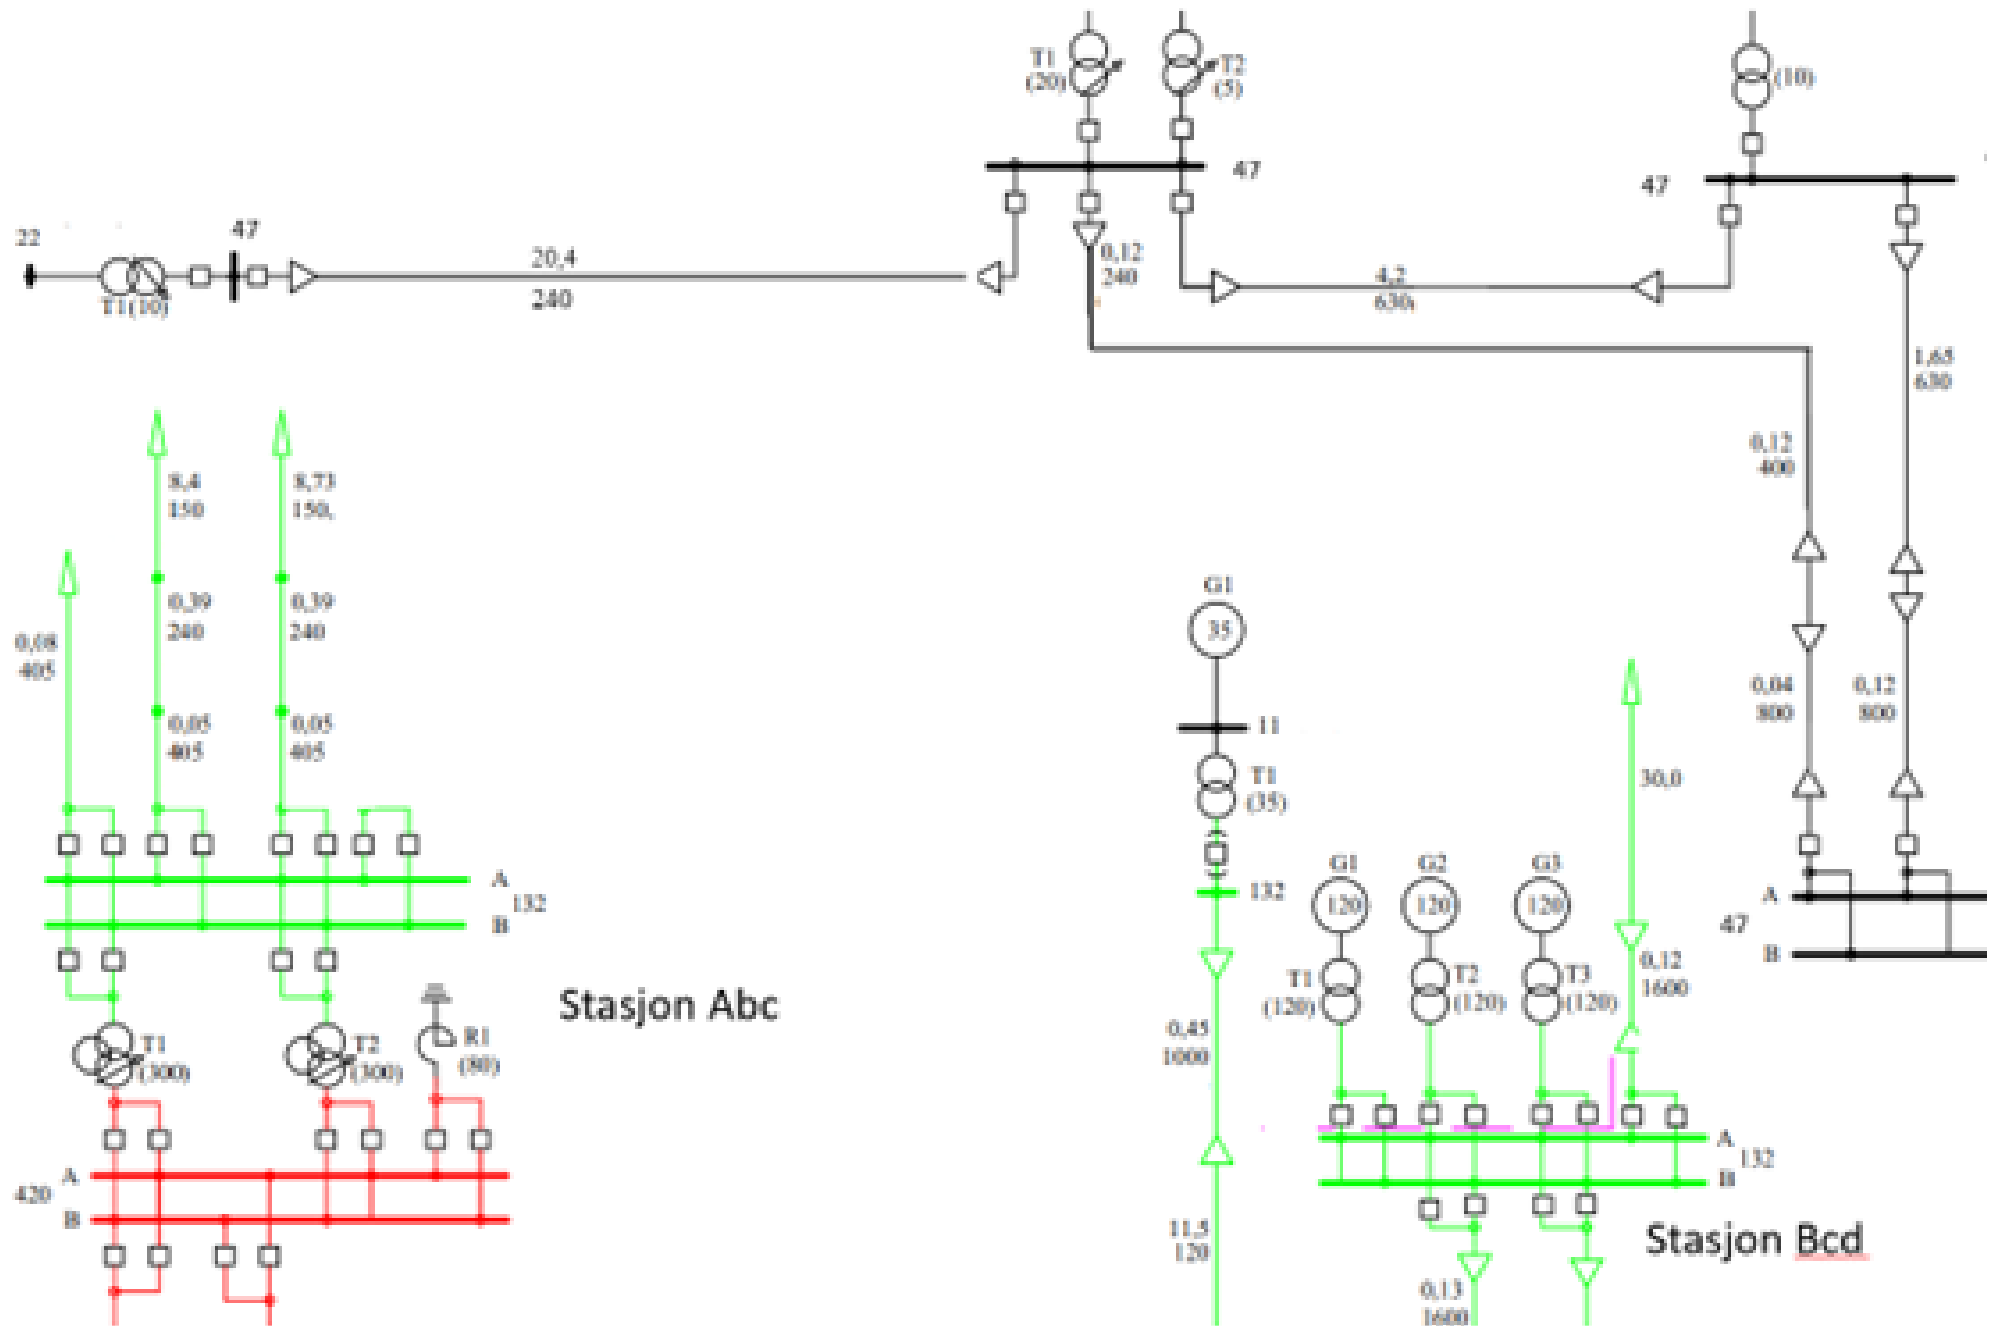 T1
(20)
T2
(5)
(10)
47
47
22
47
T1(10)
20,4
240
0,12
240
4,2
630
1,65
630
0,12
400
8,4
150
8,73
150,
0,39
240
0,39
240
0,08
405
0,05
405
0,05
405
G1
35
11
T1
(35)
132
30,0
0,04
800
0,12
800
A
132
B
A
47
B
G1
120
G2
120
G3
120
T1
(120)
T2
(120)
T3
(120)
0,12
1600
Stasjon Abc
T1
(300)
T2
(300)
R1
(80)
0,45
1000
A
132
B
420
A
B
11,5
120
Stasjon Bcd
0,13
1600